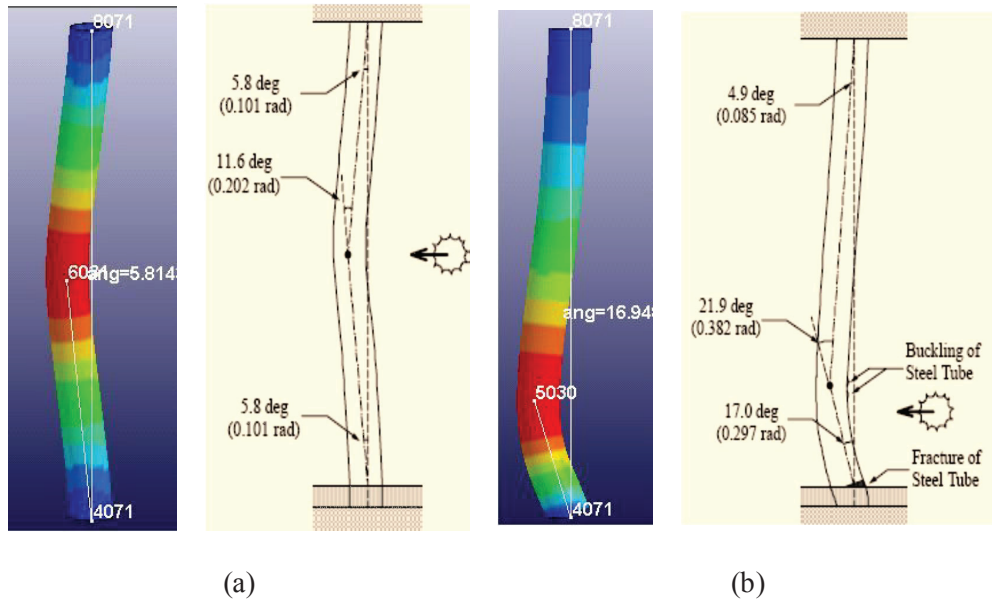 8071
6031
ang=5.8143
4071
5.8 deg
(0.101 rad)
11.6 deg
(0.202 rad)
5.8 deg
(0.101 rad)
8071
ang=16.948
5030
4071
4.9 deg
(0.085 rad)
21.9 deg
(0.382 rad)
Buckling of
Steel Tube
17.0 deg
(0.297 rad)
Fracture of
Steel Tube
(a)
(b)